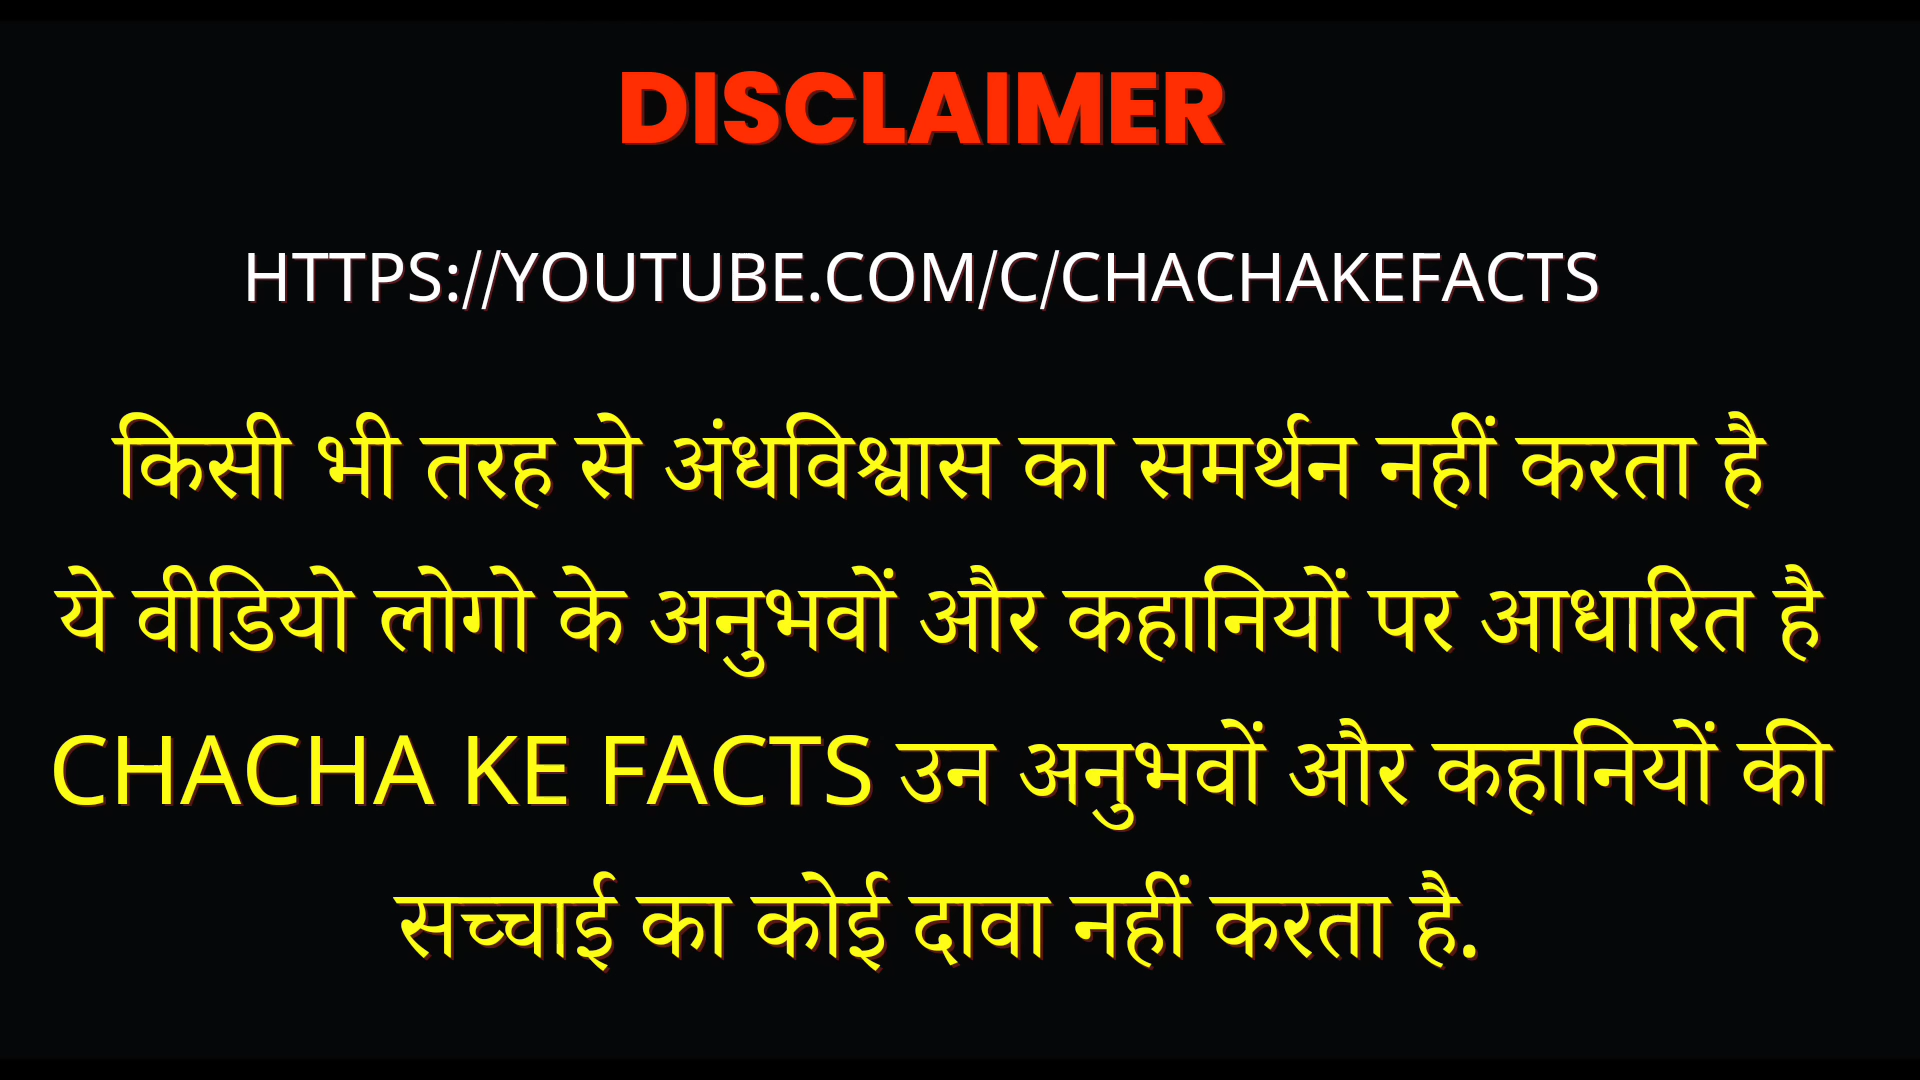 DISCLAIMER
HTTPS://YOUTUBE.COM/C/CHACHAKEFACTS
किसी भी तरह से अंधविश्वास का समर्थन नहीं करता है
ये वीडियो लोगो के अनुभवों और कहानियों पर आधारित है
CHACHA KE FACTS उन अनुभवों और कहानियों की
सच्चाई का कोई दावा नहीं करता है.